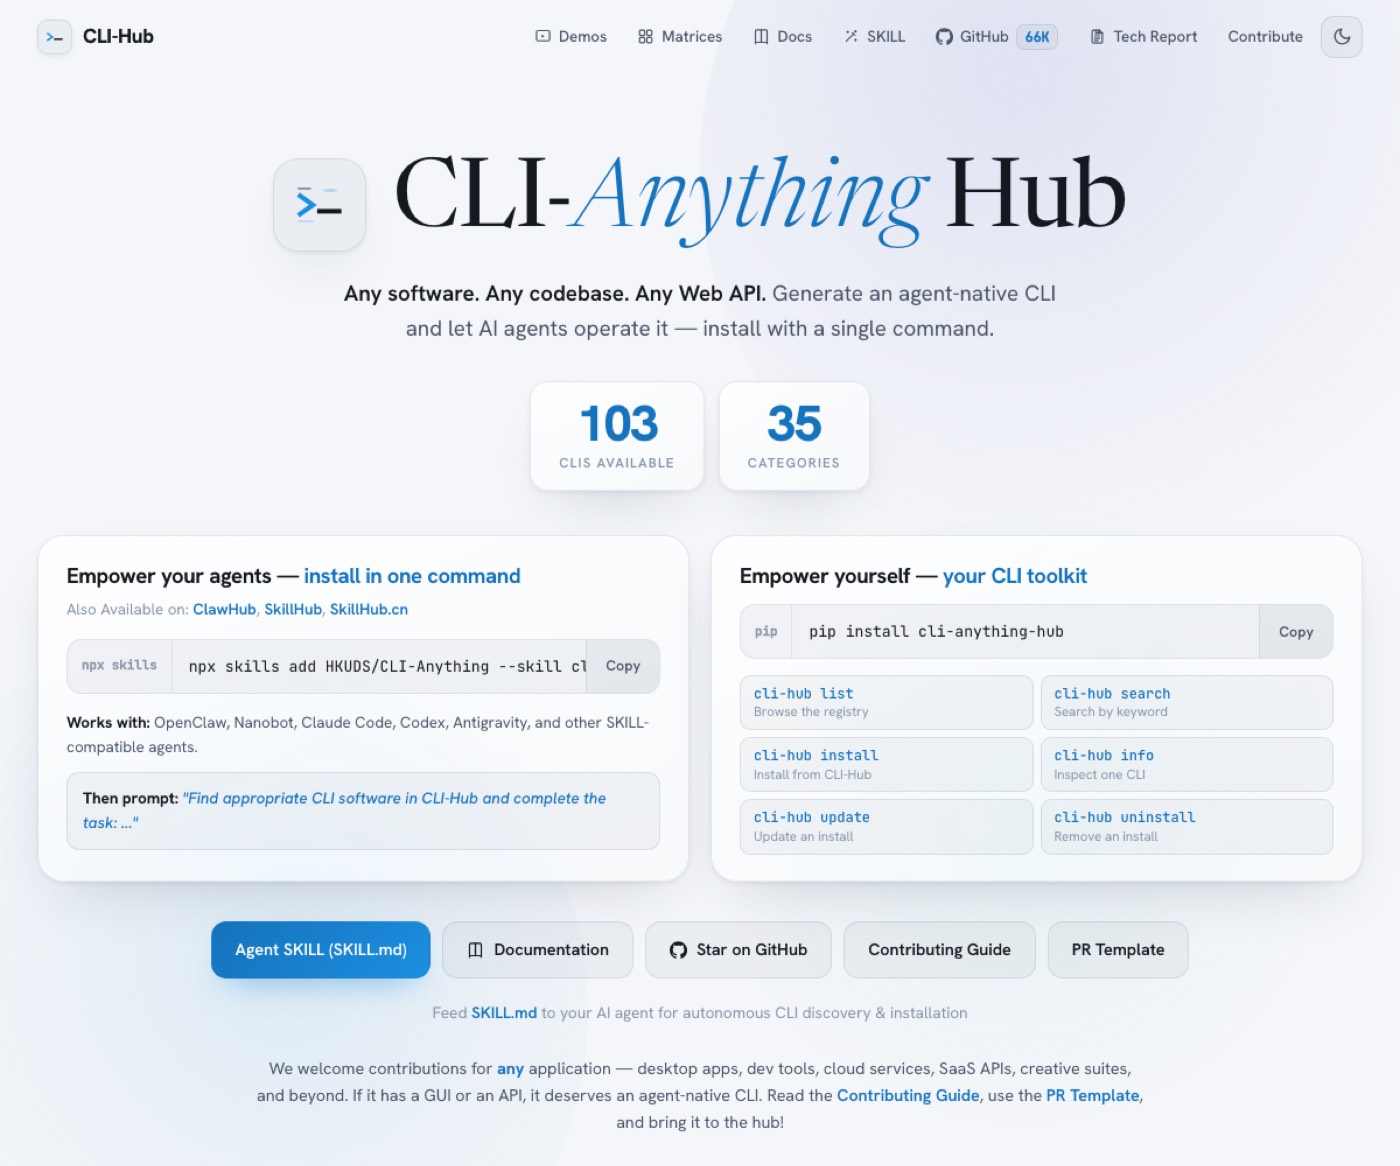 CLI-Hub
Demos
Matrices
Docs
SKILL
GitHub 66K
Tech Report
Contribute
CLI-Anything Hub
Any software. Any codebase. Any Web API. Generate an agent-native CLI
and let AI agents operate it — install with a single command.
103
CLIS AVAILABLE
35
CATEGORIES
Empower your agents — install in one command
Also Available on: ClawHub, SkillHub, SkillHub.cn
npx skills
npx skills add HKUDS/CLI-Anything --skill cl
Copy
Works with: OpenClaw, Nanobot, Claude Code, Codex, Antigravity, and other SKILL-
compatible agents.
Then prompt: "Find appropriate CLI software in CLI-Hub and complete the
task: ..."
Empower yourself — your CLI toolkit
pip
pip install cli-anything-hub
Copy
cli-hub list
Browse the registry
cli-hub search
Search by keyword
cli-hub install
Install from CLI-Hub
cli-hub info
Inspect one CLI
cli-hub update
Update an install
cli-hub uninstall
Remove an install
Agent SKILL (SKILL.md)
Documentation
Star on GitHub
Contributing Guide
PR Template
Feed SKILL.md to your AI agent for autonomous CLI discovery & installation
We welcome contributions for any application — desktop apps, dev tools, cloud services, SaaS APIs, creative suites,
and beyond. If it has a GUI or an API, it deserves an agent-native CLI. Read the Contributing Guide, use the PR Template,
and bring it to the hub!